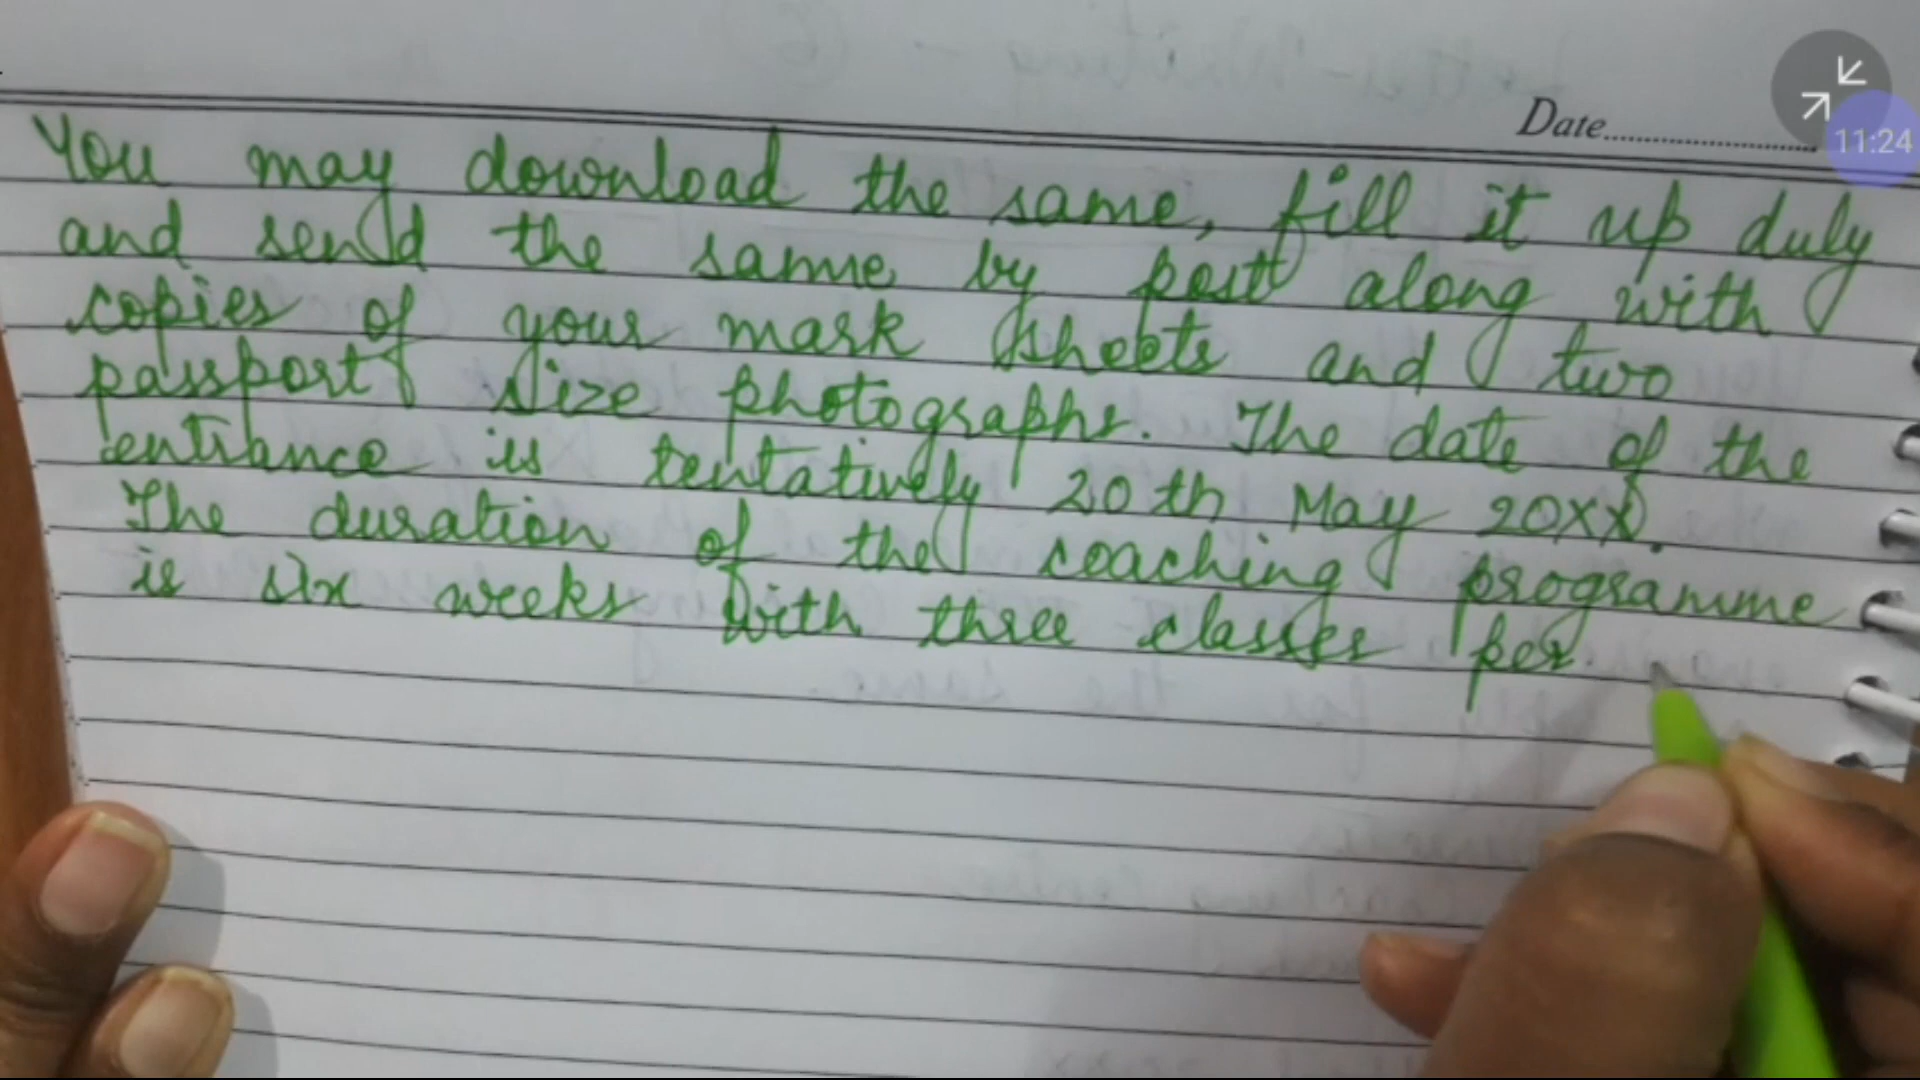 Date
11:24
You may download the same, fill it up duly
and send the same by post along with
copies of your mark sheets and two
passport size photographs. The date of the
entrance is tentatively 20th May 20XX.
The duration of the coaching programme
is six weeks with three classes per